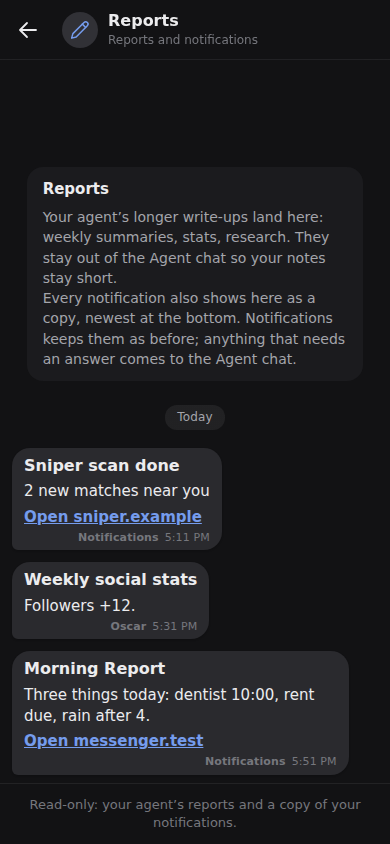 Reports
Reports and notifications
Reports
Your agent’s longer write-ups land here:
weekly summaries, stats, research. They
stay out of the Agent chat so your notes
stay short.
Every notification also shows here as a
copy, newest at the bottom. Notifications
keeps them as before; anything that needs
an answer comes to the Agent chat.
Today
Sniper scan done
2 new matches near you
Open sniper.example
Notifications 5:11 PM
Weekly social stats
Followers +12.
Oscar 5:31 PM
Morning Report
Three things today: dentist 10:00, rent
due, rain after 4.
Open messenger.test
Notifications 5:51 PM
Read-only: your agent’s reports and a copy of your
notifications.